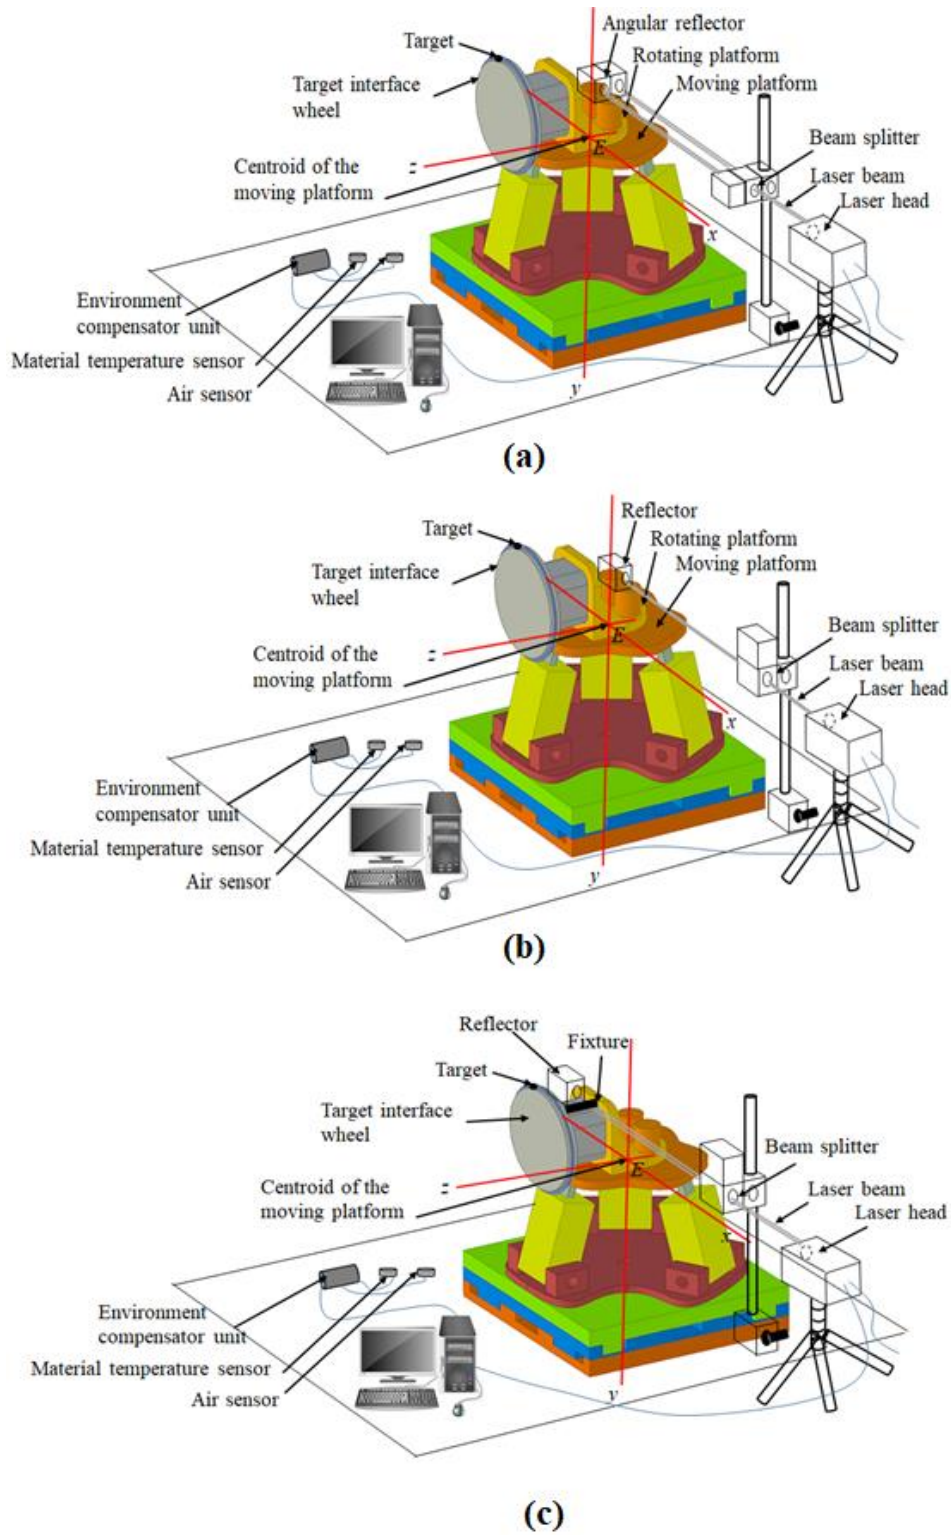 Angular reflector
Target
Rotating platform
Target interface
wheel
Moving platform
Beam splitter
Centroid of the
moving platform
z
E
Laser beam
Laser head
x
Environment
compensator unit
Material temperature sensor
Air sensor
y
(a)
Reflector
Target
Rotating platform
Target interface
wheel
Moving platform
Beam splitter
Centroid of the
moving platform
z
E
Laser beam
Laser head
x
Environment
compensator unit
Material temperature sensor
Air sensor
y
(b)
Reflector
Fixture
Target
Target interface
wheel
Beam splitter
Centroid of the
moving platform
z
E
Laser beam
Laser head
x
Environment
compensator unit
Material temperature sensor
Air sensor
y
(c)